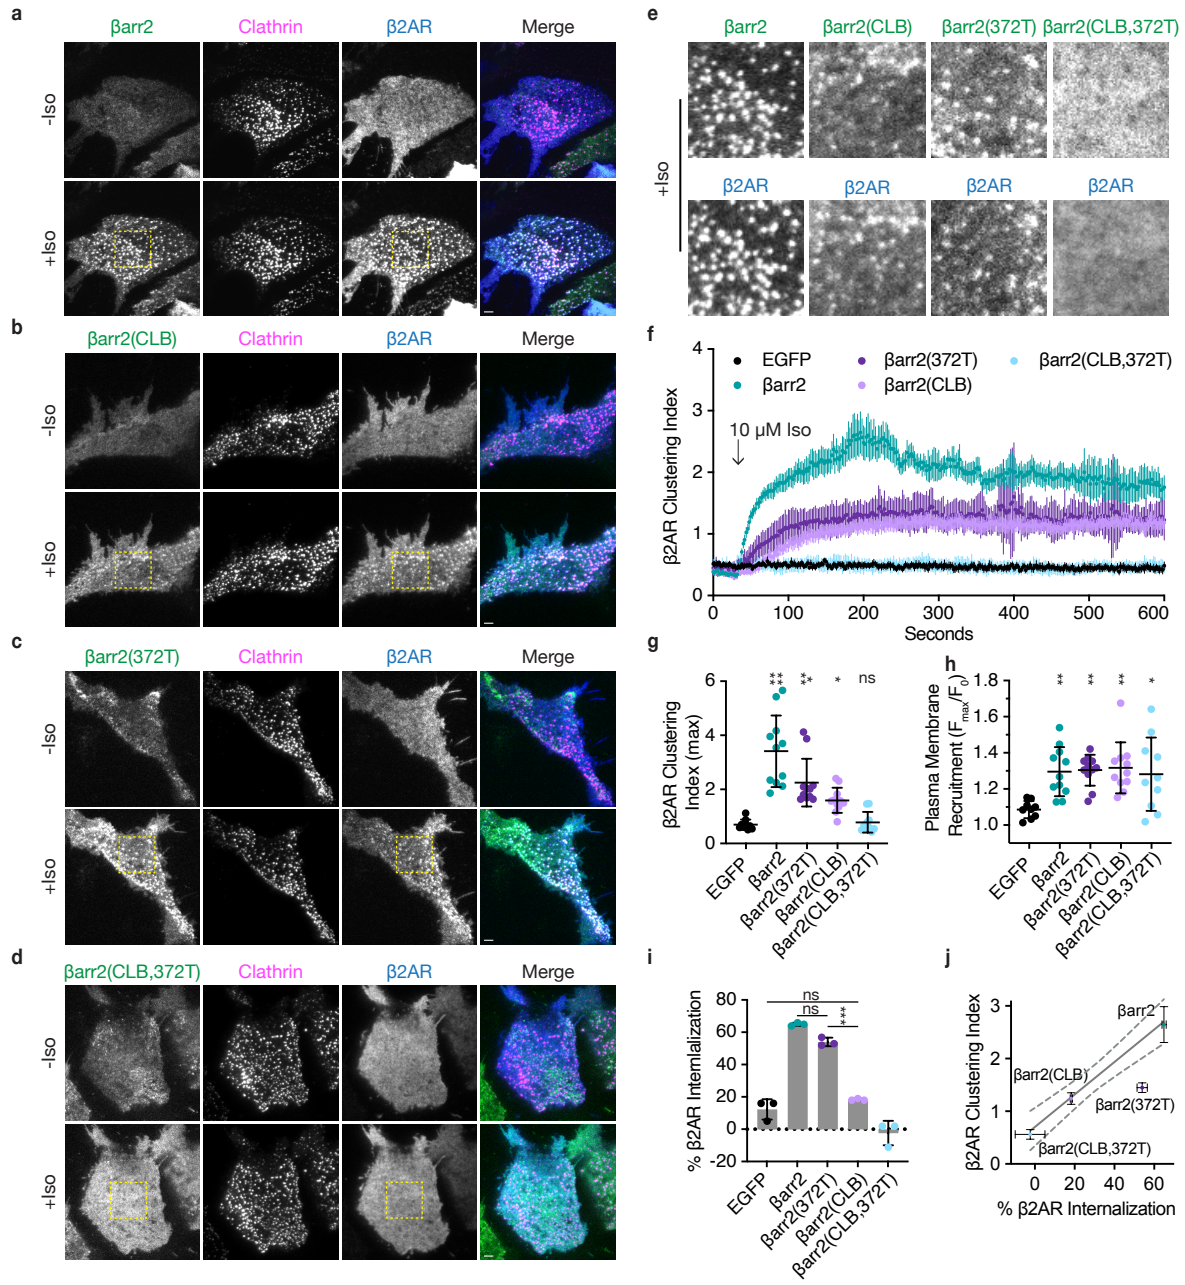 a
βarr2 Clathrin β2AR Merge
-Iso
+Iso
b
βarr2(CLB) Clathrin β2AR Merge
-Iso
+Iso
c
βarr2(372T) Clathrin β2AR Merge
-Iso
+Iso
d
βarr2(CLB,372T) Clathrin β2AR Merge
-Iso
+Iso
e
βarr2 βarr2(CLB) βarr2(372T) βarr2(CLB,372T)
+Iso
β2AR β2AR β2AR β2AR
f
EGFP βarr2(372T) βarr2(CLB,372T)
βarr2 βarr2(CLB)
10 µM Iso
β2AR Clustering Index
4
3
2
1
0
0 100 200 300 400 500 600
Seconds
g
β2AR Clustering
Index (max)
6
4
2
0
**
**
**
*
*
ns
EGFP
βarr2
βarr2(372T)
βarr2(CLB)
βarr2(CLB,372T)
h
Plasma Membrane
Recruitment (Fmax/F0)
1.8
1.6
1.4
1.2
1.0
** ** ** *
EGFP
βarr2
βarr2(372T)
βarr2(CLB)
βarr2(CLB,372T)
i
% β2AR Internlalization
80
60
40
20
0
-20
ns
ns
***
EGFP
βarr2
βarr2(372T)
βarr2(CLB)
βarr2(CLB,372T)
j
β2AR Clustering Index
3
2
1
0
βarr2
βarr2(CLB)
βarr2(372T)
βarr2(CLB,372T)
0 20 40 60
% β2AR Internalization